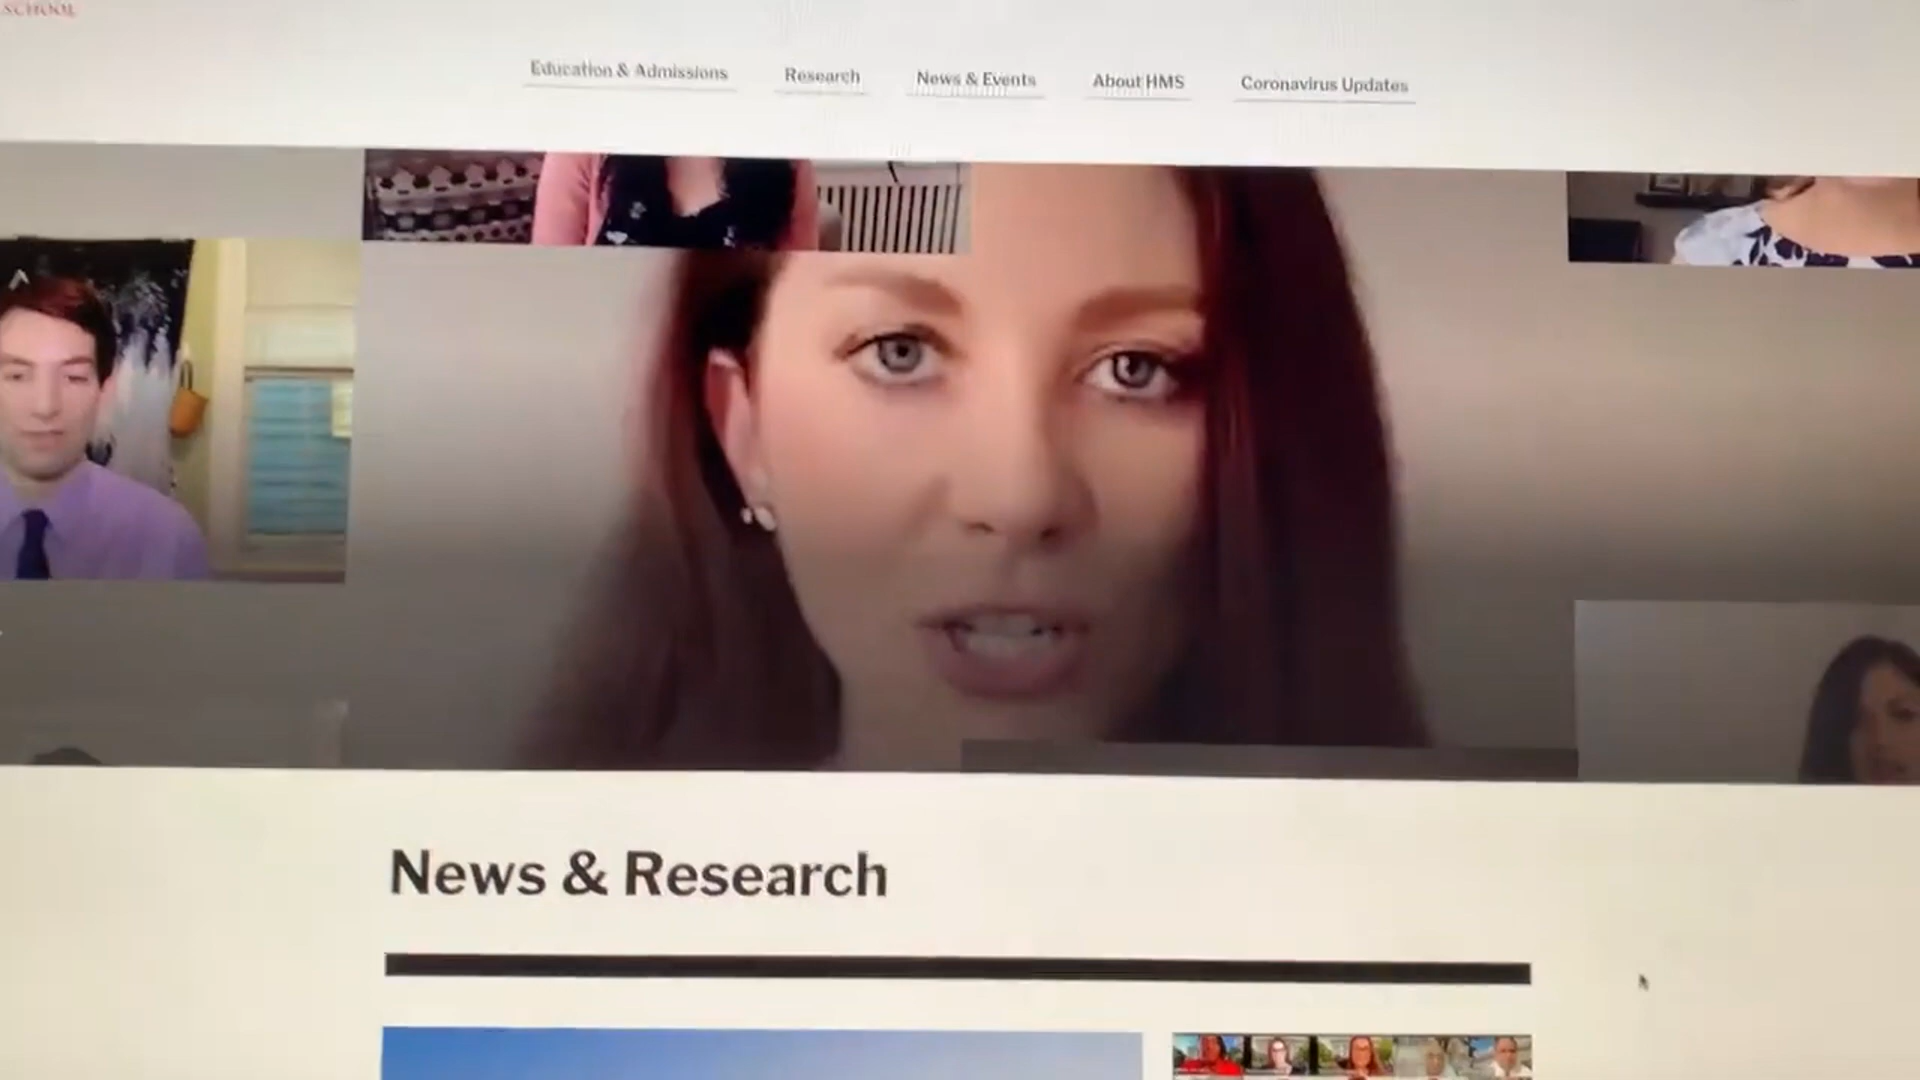 SCHOOL
Education & Admissions Research News & Events About HMS Coronavirus Updates
News & Research